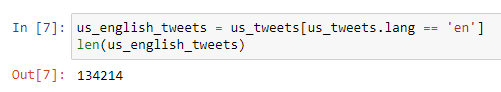 In [7]: us_english_tweets = us_tweets[us_tweets.lang == 'en']
len(us_english_tweets)
Out[7]: 134214